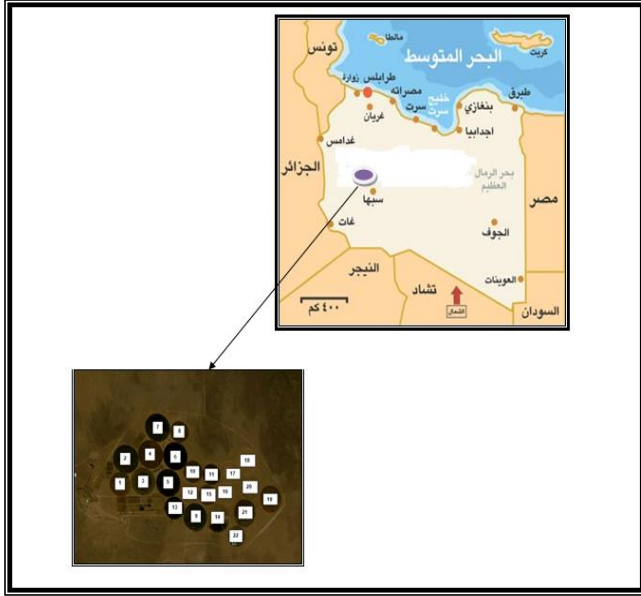 مالطا
كريت
تونس
البحر المتوسط
طرابلس
زوارة
مصراته
خليج
سرت
سرت
بنغازي
طبرق
غريان
اجدابيا
غدامس
الجزائر
بحر الرمال
العظيم
مصر
سبها
غات
الجوف
النيجر
العوينات
تشاد
السودان
٤٠٠ كم
الشمال
7
8
4
6
2
18
10
11
17
1
3
5
20
12
15
16
19
13
9
14
21
22